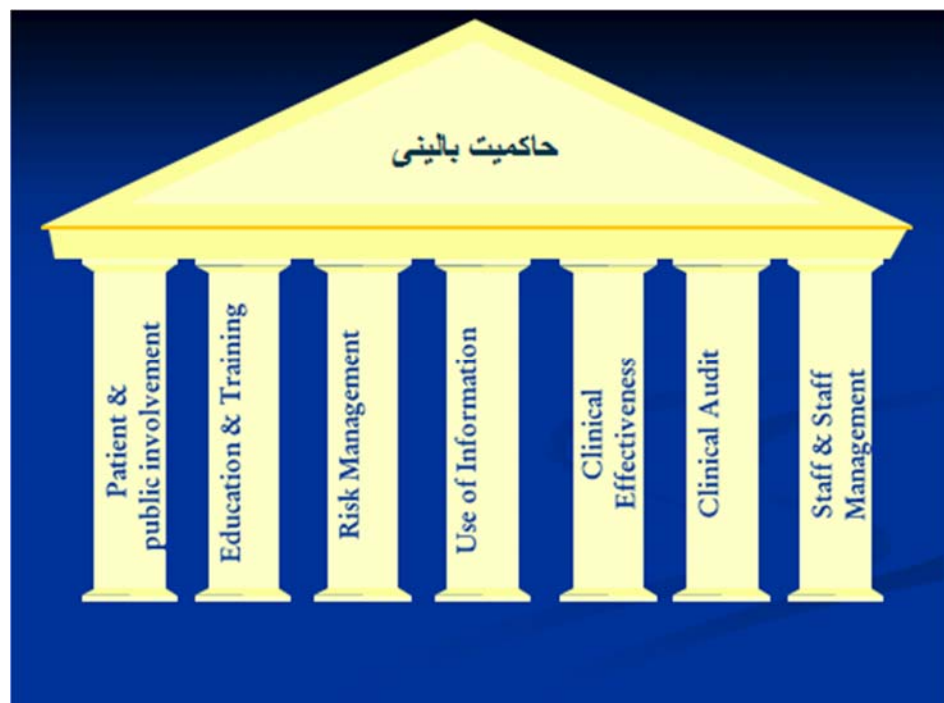 حاکمیت بالینی
Patient &
public involvement
Education & Training
Risk Management
Use of Information
Clinical
Effectiveness
Clinical Audit
Staff & Staff
Management